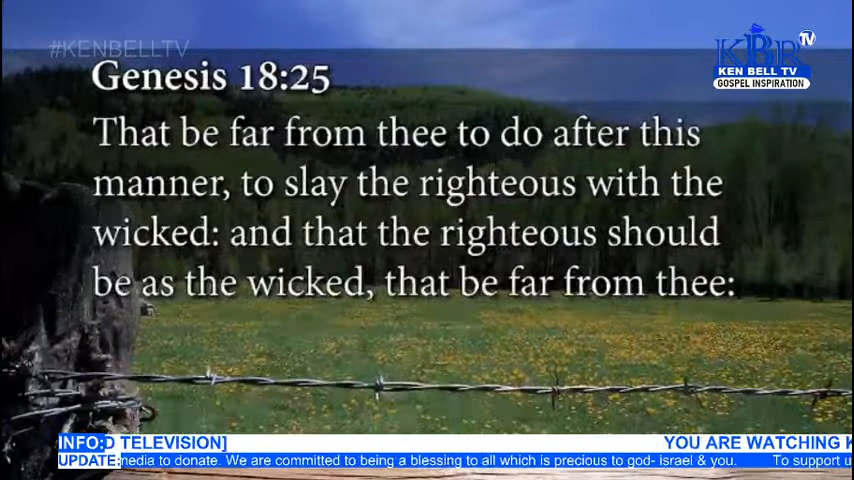 #KENBELLTV
KBR TV
KEN BELL TV
GOSPEL INSPIRATION
Genesis 18:25
That be far from thee to do after this
manner, to slay the righteous with the
wicked: and that the righteous should
be as the wicked, that be far from thee:
INFO: D TELEVISION] YOU ARE WATCHING K
UPDATE: media to donate. We are committed to being a blessing to all which is precious to god- israel & you. To support u